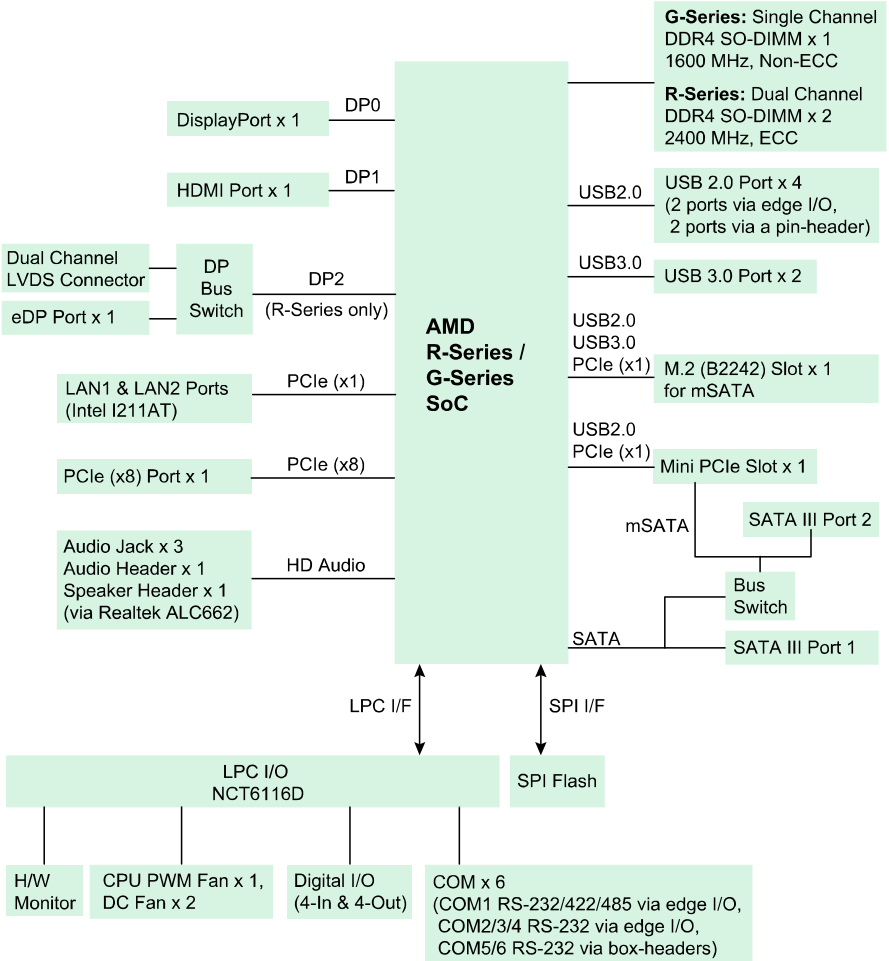 G-Series: Single Channel
DDR4 SO-DIMM x 1
1600 MHz, Non-ECC
R-Series: Dual Channel
DDR4 SO-DIMM x 2
2400 MHz, ECC
DisplayPort x 1
DP0
HDMI Port x 1
DP1
USB2.0
USB 2.0 Port x 4
(2 ports via edge I/O,
2 ports via a pin-header)
Dual Channel
LVDS Connector
eDP Port x 1
DP
Bus
Switch
DP2
(R-Series only)
USB3.0
USB 3.0 Port x 2
AMD
R-Series /
G-Series
SoC
USB2.0
USB3.0
PCIe (x1)
M.2 (B2242) Slot x 1
for mSATA
LAN1 & LAN2 Ports
(Intel I211AT)
PCIe (x1)
USB2.0
PCIe (x1)
Mini PCIe Slot x 1
PCIe (x8) Port x 1
PCIe (x8)
mSATA
SATA III Port 2
Audio Jack x 3
Audio Header x 1
Speaker Header x 1
(via Realtek ALC662)
HD Audio
Bus
Switch
SATA
SATA III Port 1
LPC I/F
SPI I/F
LPC I/O
NCT6116D
SPI Flash
H/W
Monitor
CPU PWM Fan x 1,
DC Fan x 2
Digital I/O
(4-In & 4-Out)
COM x 6
(COM1 RS-232/422/485 via edge I/O,
COM2/3/4 RS-232 via edge I/O,
COM5/6 RS-232 via box-headers)